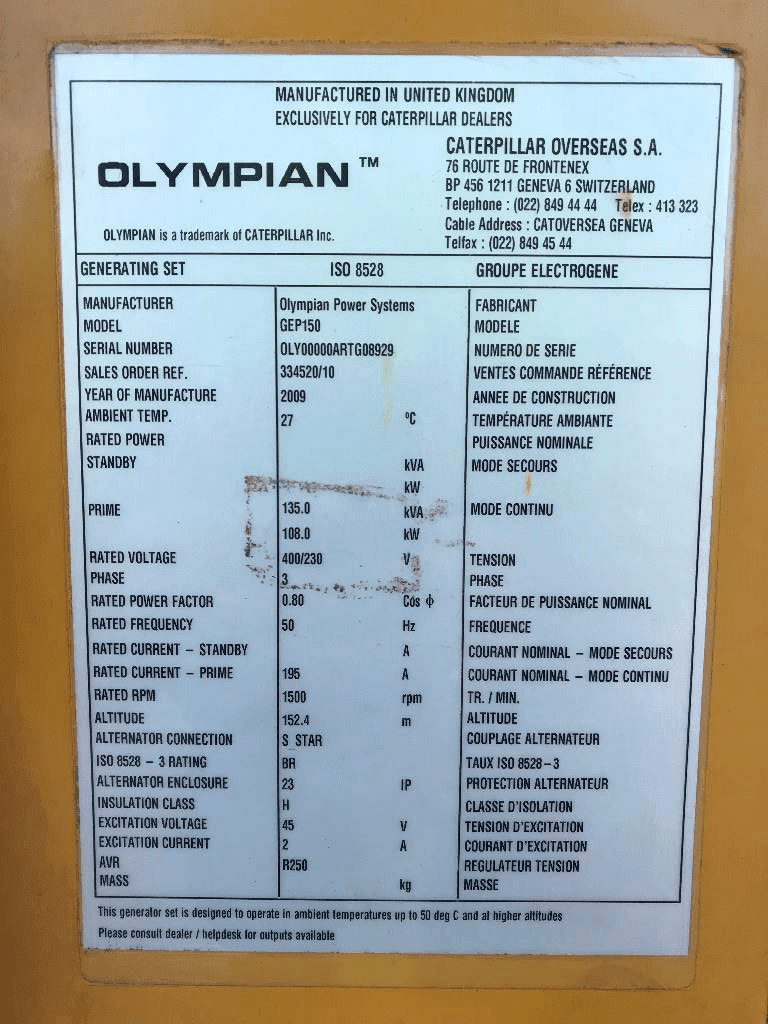 MANUFACTURED IN UNITED KINGDOM
EXCLUSIVELY FOR CATERPILLAR DEALERS
OLYMPIAN ™
OLYMPIAN is a trademark of CATERPILLAR Inc.
CATERPILLAR OVERSEAS S.A.
76 ROUTE DE FRONTENEX
BP 456 1211 GENEVA 6 SWITZERLAND
Telephone : (022) 849 44 44 Telex : 413 323
Cable Address : CATOVERSEA GENEVA
Telfax : (022) 849 45 44
GENERATING SET ISO 8528 GROUPE ELECTROGENE
MANUFACTURER Olympian Power Systems FABRICANT
MODEL GEP150 MODELE
SERIAL NUMBER OLY00000ARTG08929 NUMERO DE SERIE
SALES ORDER REF. 334520/10 VENTES COMMANDE RÉFÉRENCE
YEAR OF MANUFACTURE 2009 ANNEE DE CONSTRUCTION
AMBIENT TEMP. 27 ºC TEMPÉRATURE AMBIANTE
RATED POWER PUISSANCE NOMINALE
STANDBY kVA MODE SECOURS
kW
PRIME 135.0 kVA MODE CONTINU
108.0 kW
RATED VOLTAGE 400/230 V TENSION
PHASE 3 PHASE
RATED POWER FACTOR 0.80 Cos ϕ FACTEUR DE PUISSANCE NOMINAL
RATED FREQUENCY 50 Hz FREQUENCE
RATED CURRENT – STANDBY A COURANT NOMINAL – MODE SECOURS
RATED CURRENT – PRIME 195 A COURANT NOMINAL – MODE CONTINU
RATED RPM 1500 rpm TR. / MIN.
ALTITUDE 152.4 m ALTITUDE
ALTERNATOR CONNECTION S_STAR COUPLAGE ALTERNATEUR
ISO 8528 – 3 RATING BR TAUX ISO 8528–3
ALTERNATOR ENCLOSURE 23 IP PROTECTION ALTERNATEUR
INSULATION CLASS H CLASSE D'ISOLATION
EXCITATION VOLTAGE 45 V TENSION D'EXCITATION
EXCITATION CURRENT 2 A COURANT D'EXCITATION
AVR R250 REGULATEUR TENSION
MASS kg MASSE
This generator set is designed to operate in ambient temperatures up to 50 deg C and at higher altitudes
Please consult dealer / helpdesk for outputs available